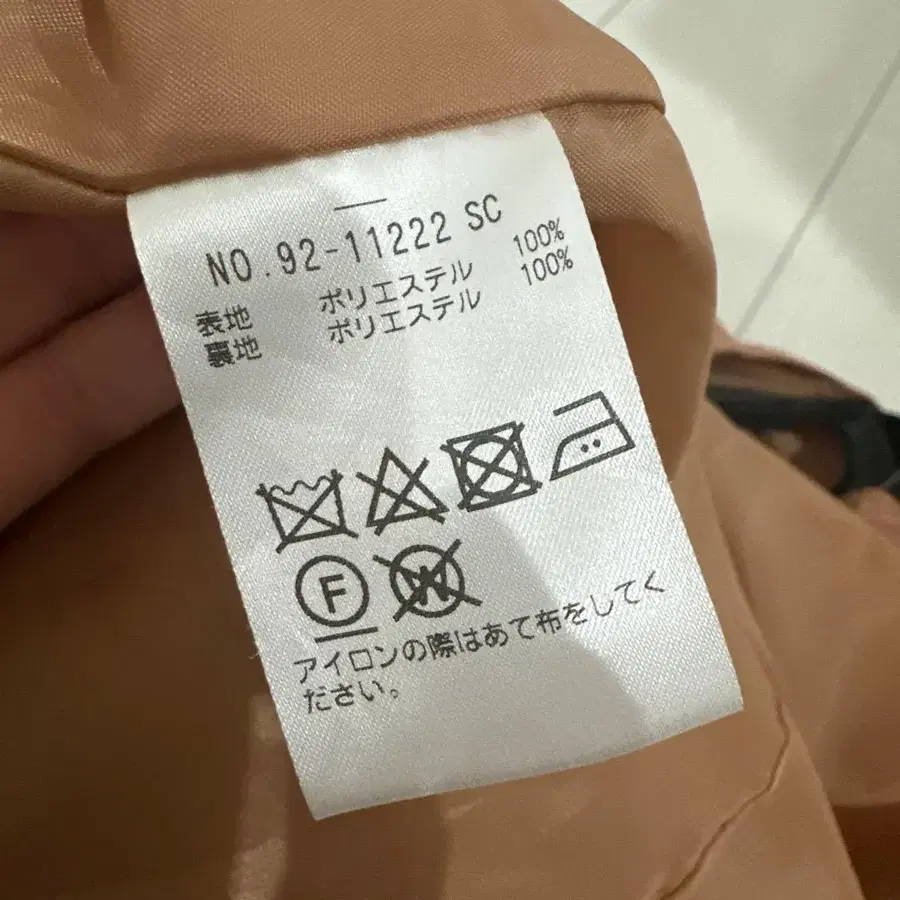 NO.92-11222 SC
表地 ポリエステル 100%
裏地 ポリエステル 100%
F W
アイロンの際はあて布をしてく
ださい。